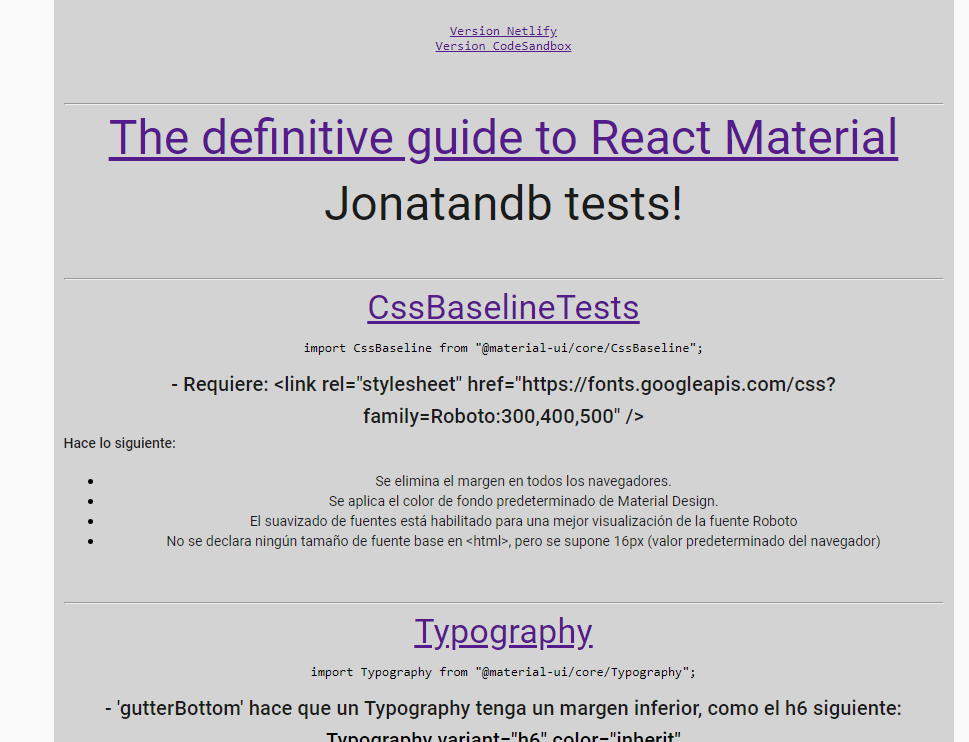 Version Netlify
Version CodeSandbox
The definitive guide to React Material
Jonatandb tests!
CssBaselineTests
import CssBaseline from "@material-ui/core/CssBaseline";
- Requiere: <link rel="stylesheet" href="https://fonts.googleapis.com/css?
family=Roboto:300,400,500" />
Hace lo siguiente:
Se elimina el margen en todos los navegadores.
Se aplica el color de fondo predeterminado de Material Design.
El suavizado de fuentes está habilitado para una mejor visualización de la fuente Roboto
No se declara ningún tamaño de fuente base en <html>, pero se supone 16px (valor predeterminado del navegador)
Typography
import Typography from "@material-ui/core/Typography";
- 'gutterBottom' hace que un Typography tenga un margen inferior, como el h6 siguiente:
Typography variant="h6" color="inherit"